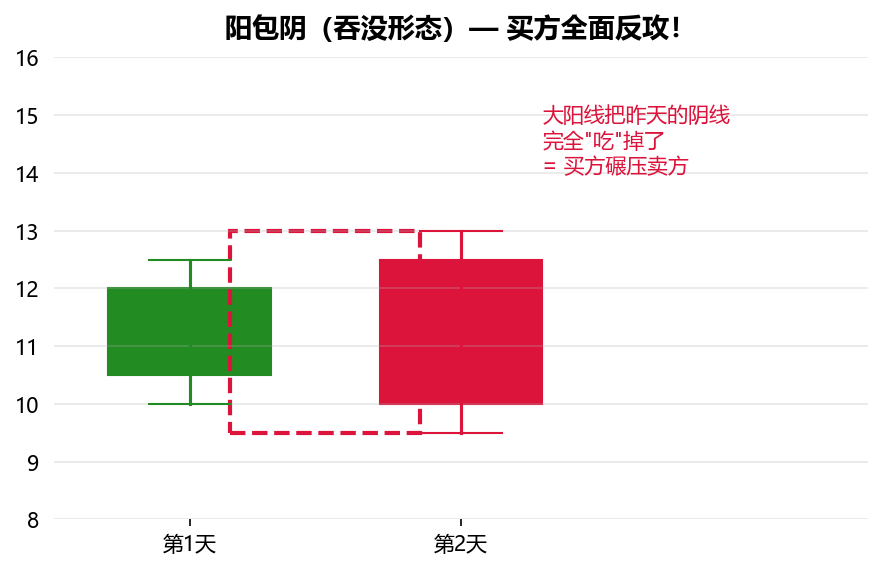 阳包阴（吞没形态）— 买方全面反攻！
16
15
14
13
12
11
10
9
8
大阳线把昨天的阴线
完全"吃"掉了
= 买方碾压卖方
第1天
第2天